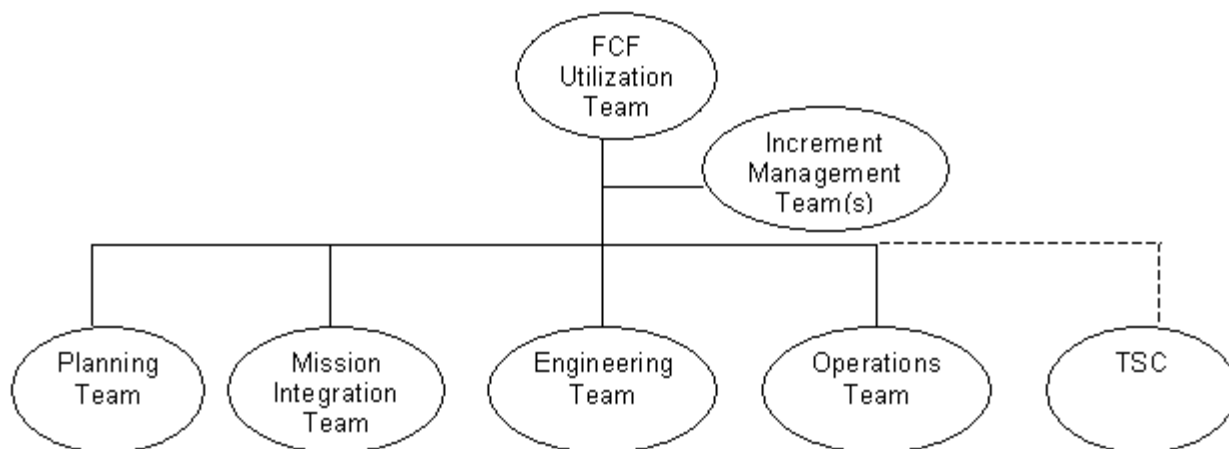 FCF
Utilization
Team
Increment
Management
Team(s)
Planning
Team
Mission
Integration
Team
Engineering
Team
Operations
Team
TSC